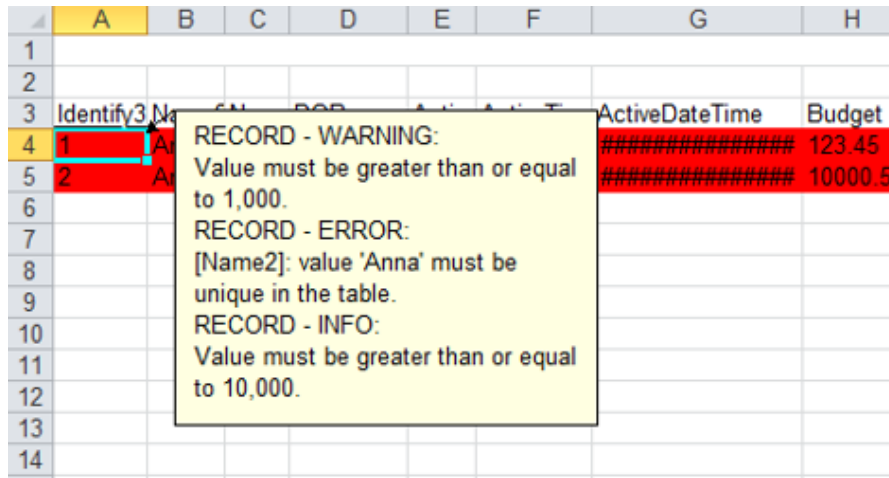 A B C D E F G H
1
2
3 Identify3 ActiveDateTime Budget
4 1 ############### 123.45
5 2 ############### 10000.5
6
7
8
9
10
11
12
13
14
RECORD - WARNING:
Value must be greater than or equal
to 1,000.
RECORD - ERROR:
[Name2]: value 'Anna' must be
unique in the table.
RECORD - INFO:
Value must be greater than or equal
to 10,000.